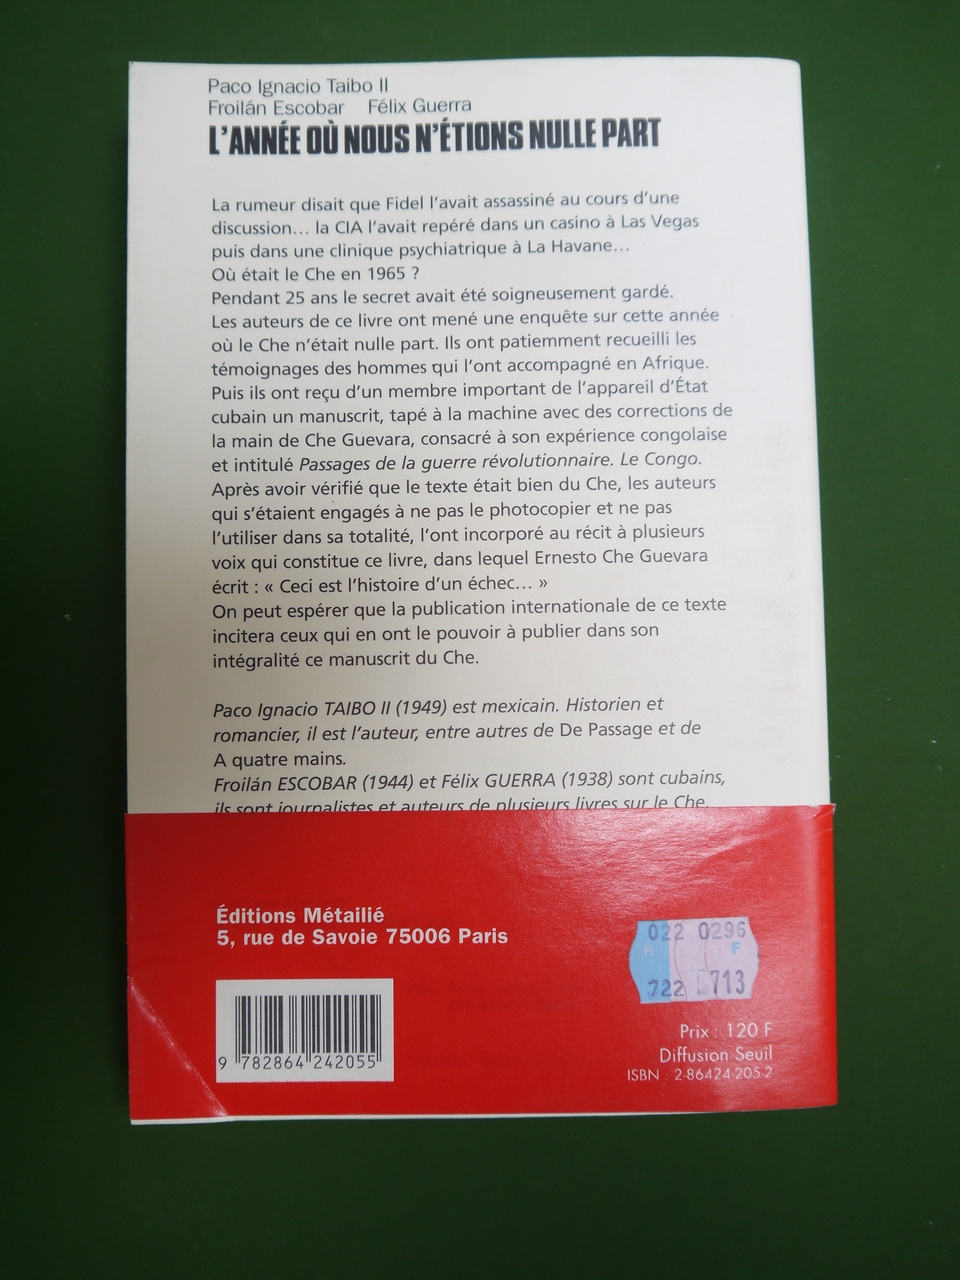 Paco Ignacio Taibo II
Froilán Escobar Félix Guerra
L'ANNÉE OÙ NOUS N'ÉTIONS NULLE PART
La rumeur disait que Fidel l'avait assassiné au cours d'une
discussion... la CIA l'avait repéré dans un casino à Las Vegas
puis dans une clinique psychiatrique à La Havane...
Où était le Che en 1965 ?
Pendant 25 ans le secret avait été soigneusement gardé.
Les auteurs de ce livre ont mené une enquête sur cette année
où le Che n'était nulle part. Ils ont patiemment recueilli les
témoignages des hommes qui l'ont accompagné en Afrique.
Puis ils ont reçu d'un membre important de l'appareil d'État
cubain un manuscrit, tapé à la machine avec des corrections de
la main de Che Guevara, consacré à son expérience congolaise
et intitulé Passages de la guerre révolutionnaire. Le Congo.
Après avoir vérifié que le texte était bien du Che, les auteurs
qui s'étaient engagés à ne pas le photocopier et ne pas
l'utiliser dans sa totalité, l'ont incorporé au récit à plusieurs
voix qui constitue ce livre, dans lequel Ernesto Che Guevara
écrit : « Ceci est l'histoire d'un échec... »
On peut espérer que la publication internationale de ce texte
incitera ceux qui en ont le pouvoir à publier dans son
intégralité ce manuscrit du Che.
Paco Ignacio TAIBO II (1949) est mexicain. Historien et
romancier, il est l'auteur, entre autres de De Passage et de
A quatre mains.
Froilán ESCOBAR (1944) et Félix GUERRA (1938) sont cubains,
ils sont journalistes et auteurs de plusieurs livres sur le Che.
Éditions Métailié
5, rue de Savoie 75006 Paris
022 0296
R F
722 713
Prix : 120 F
Diffusion Seuil
ISBN : 2-86424-205-2
9 782864 242055